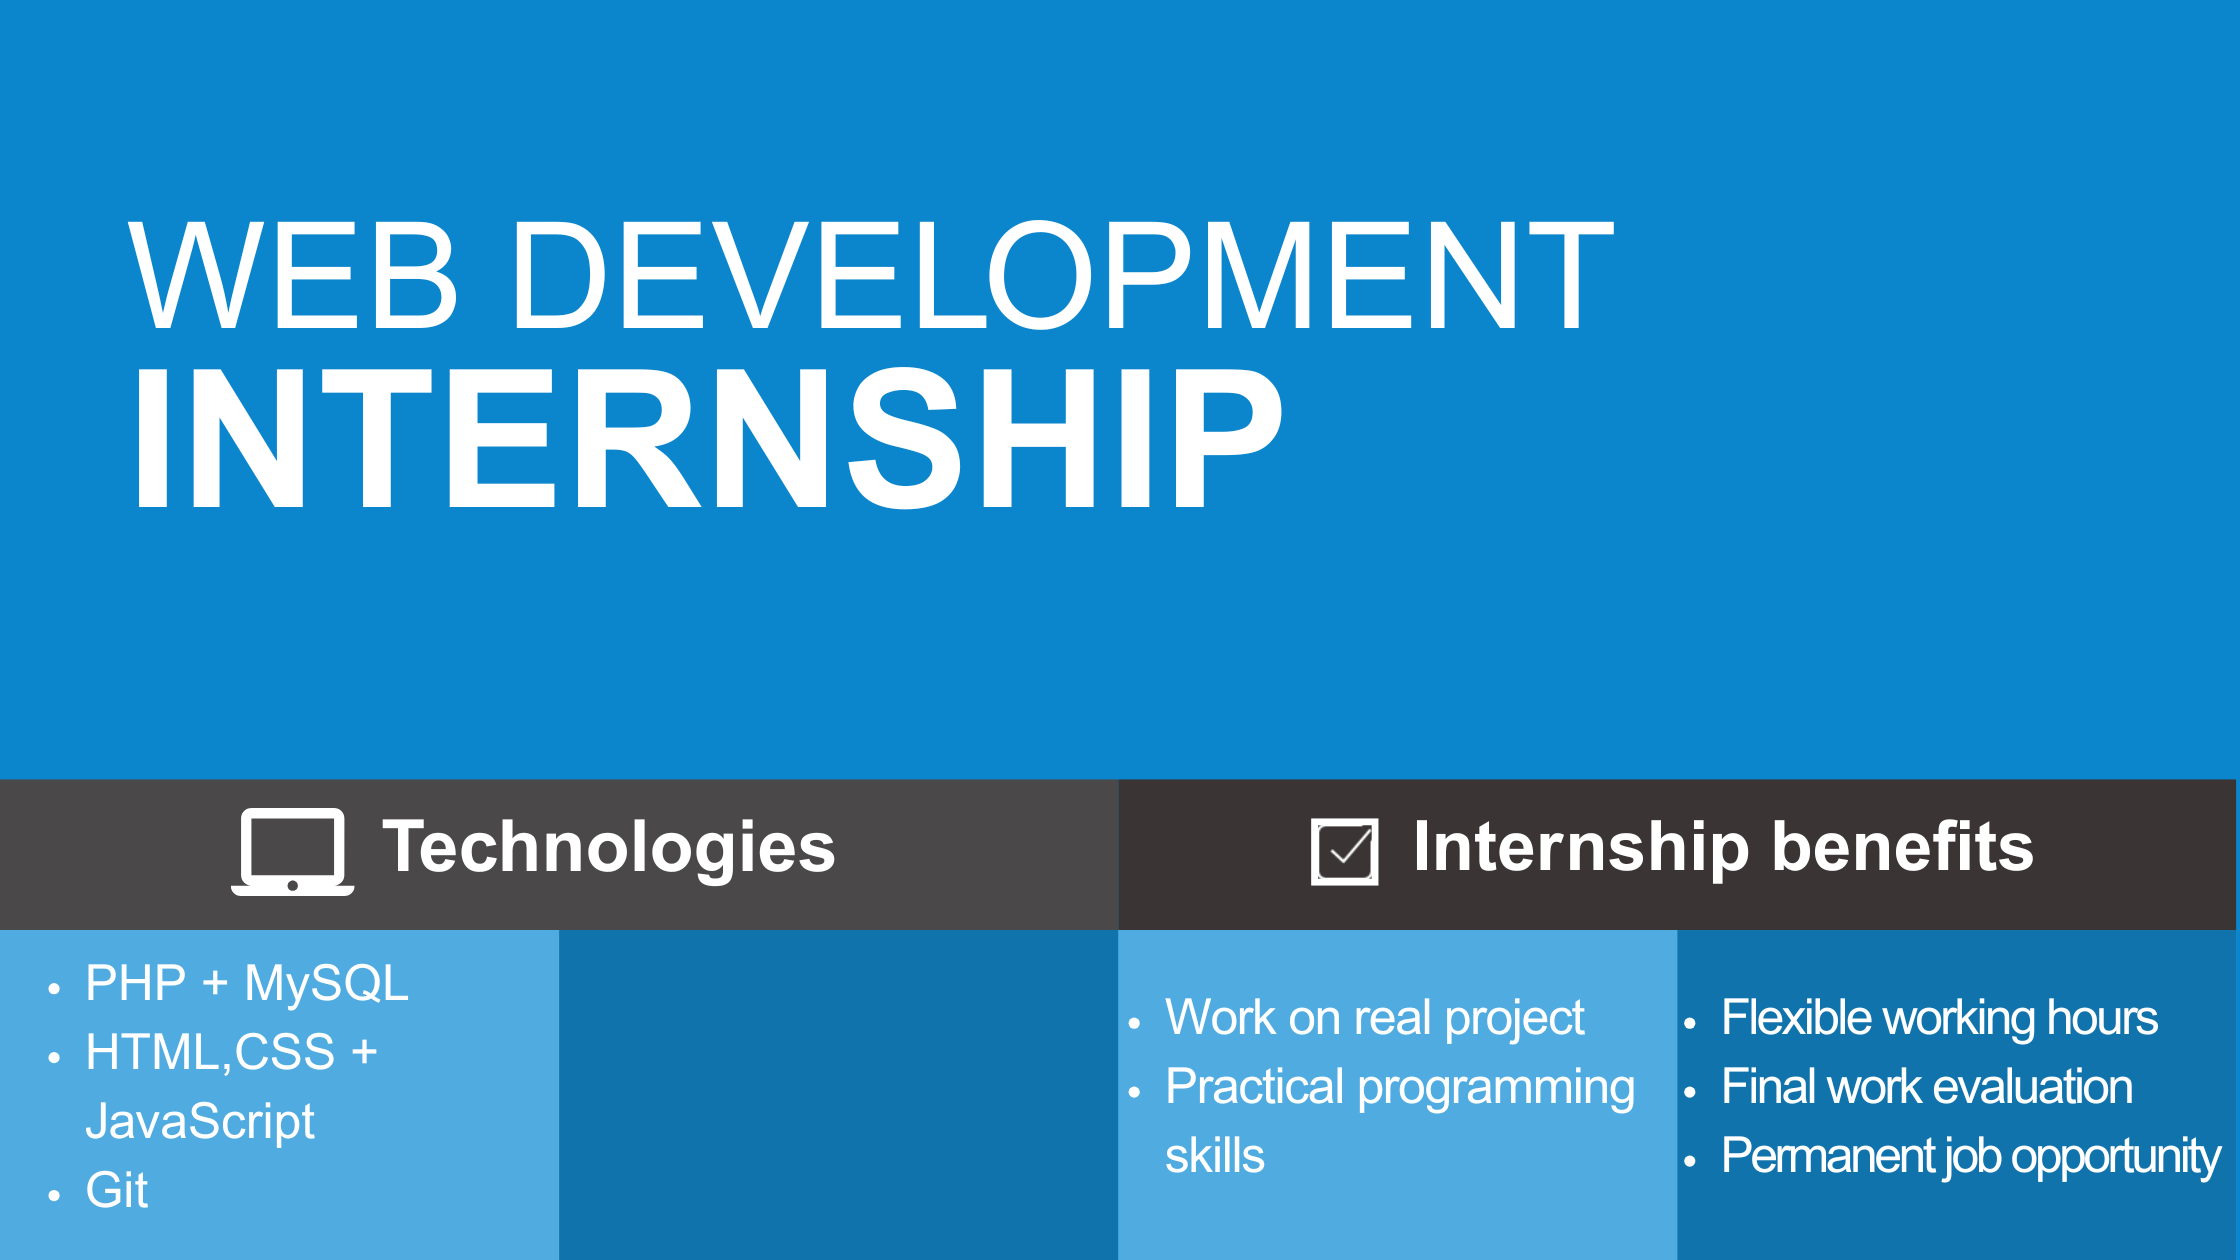 WEB DEVELOPMENT
INTERNSHIP
Technologies
• PHP + MySQL
• HTML,CSS +
JavaScript
• Git
Internship benefits
• Work on real project
• Practical programming
skills
• Flexible working hours
• Final work evaluation
• Permanent job opportunity